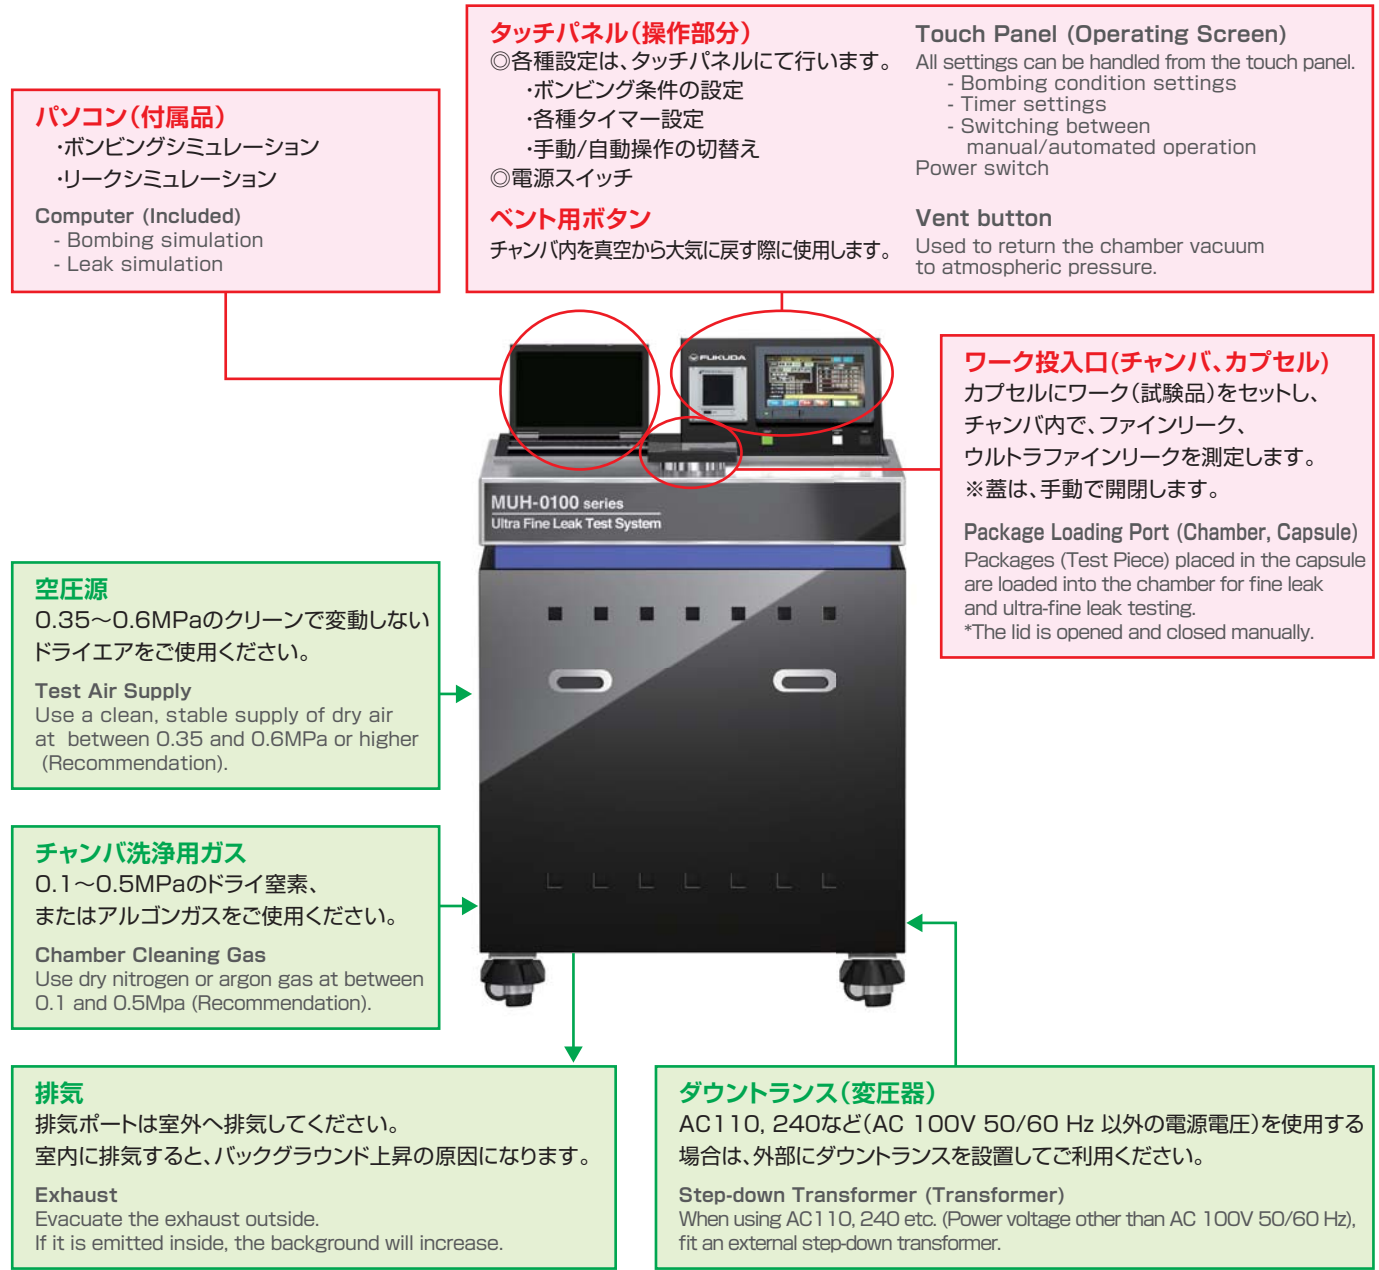 タッチパネル(操作部分)
◎各種設定は、タッチパネルにて行います。
・ボンビング条件の設定
・各種タイマー設定
・手動/自動操作の切替え
◎電源スイッチ
ベント用ボタン
チャンバ内を真空から大気に戻す際に使用します。
Touch Panel (Operating Screen)
All settings can be handled from the touch panel.
- Bombing condition settings
- Timer settings
- Switching between
manual/automated operation
Power switch
Vent button
Used to return the chamber vacuum
to atmospheric pressure.
パソコン(付属品)
・ボンビングシミュレーション
・リークシミュレーション
Computer (Included)
- Bombing simulation
- Leak simulation
FUKUDA
MUH-0100 series
Ultra Fine Leak Test System
ワーク投入口(チャンバ、カプセル)
カプセルにワーク(試験品)をセットし、
チャンバ内で、ファインリーク、
ウルトラファインリークを測定します。
※蓋は、手動で開閉します。
Package Loading Port (Chamber, Capsule)
Packages (Test Piece) placed in the capsule
are loaded into the chamber for fine leak
and ultra-fine leak testing.
*The lid is opened and closed manually.
空圧源
0.35〜0.6MPaのクリーンで変動しない
ドライエアをご使用ください。
Test Air Supply
Use a clean, stable supply of dry air
at between 0.35 and 0.6MPa or higher
(Recommendation).
チャンバ洗浄用ガス
0.1〜0.5MPaのドライ窒素、
またはアルゴンガスをご使用ください。
Chamber Cleaning Gas
Use dry nitrogen or argon gas at between
0.1 and 0.5Mpa (Recommendation).
排気
排気ポートは室外へ排気してください。
室内に排気すると、バックグラウンド上昇の原因になります。
Exhaust
Evacuate the exhaust outside.
If it is emitted inside, the background will increase.
ダウントランス(変圧器)
AC110, 240など(AC 100V 50/60 Hz 以外の電源電圧)を使用する
場合は、外部にダウントランスを設置してご利用ください。
Step-down Transformer (Transformer)
When using AC110, 240 etc. (Power voltage other than AC 100V 50/60 Hz),
fit an external step-down transformer.